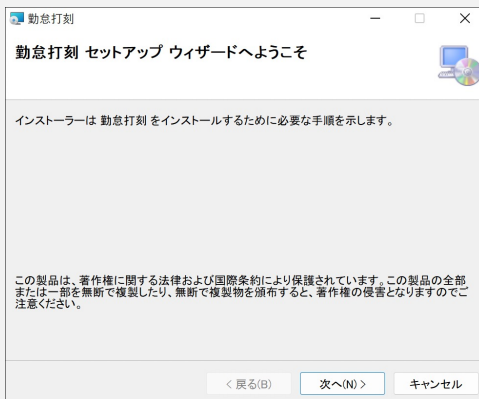 勤怠打刻
勤怠打刻 セットアップ ウィザードへようこそ
インストーラーは 勤怠打刻 をインストールするために必要な手順を示します。
この製品は、著作権に関する法律および国際条約により保護されています。この製品の全部
または一部を無断で複製したり、無断で複製物を頒布すると、著作権の侵害となりますのでご
注意ください。
< 戻る(B)
次へ(N) >
キャンセル